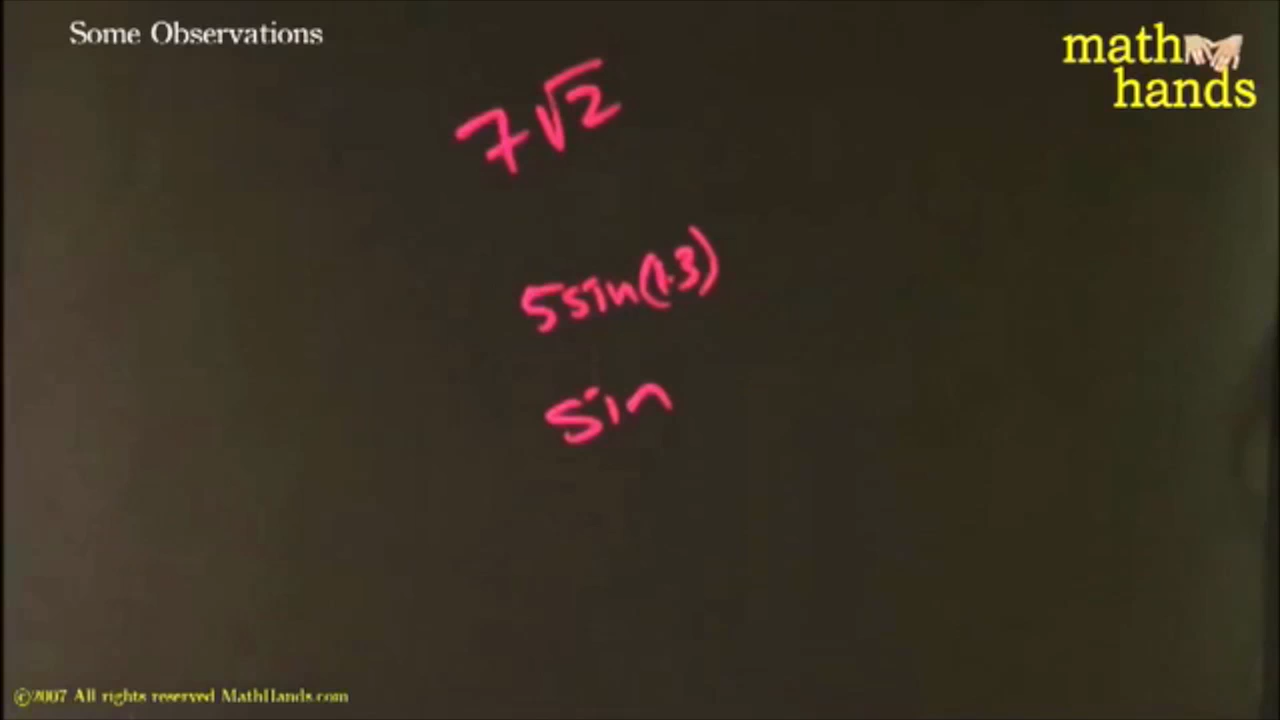 Some Observations
math
hands
7√2
5sin(1.3)
sin
©2007 All rights reserved MathHands.com